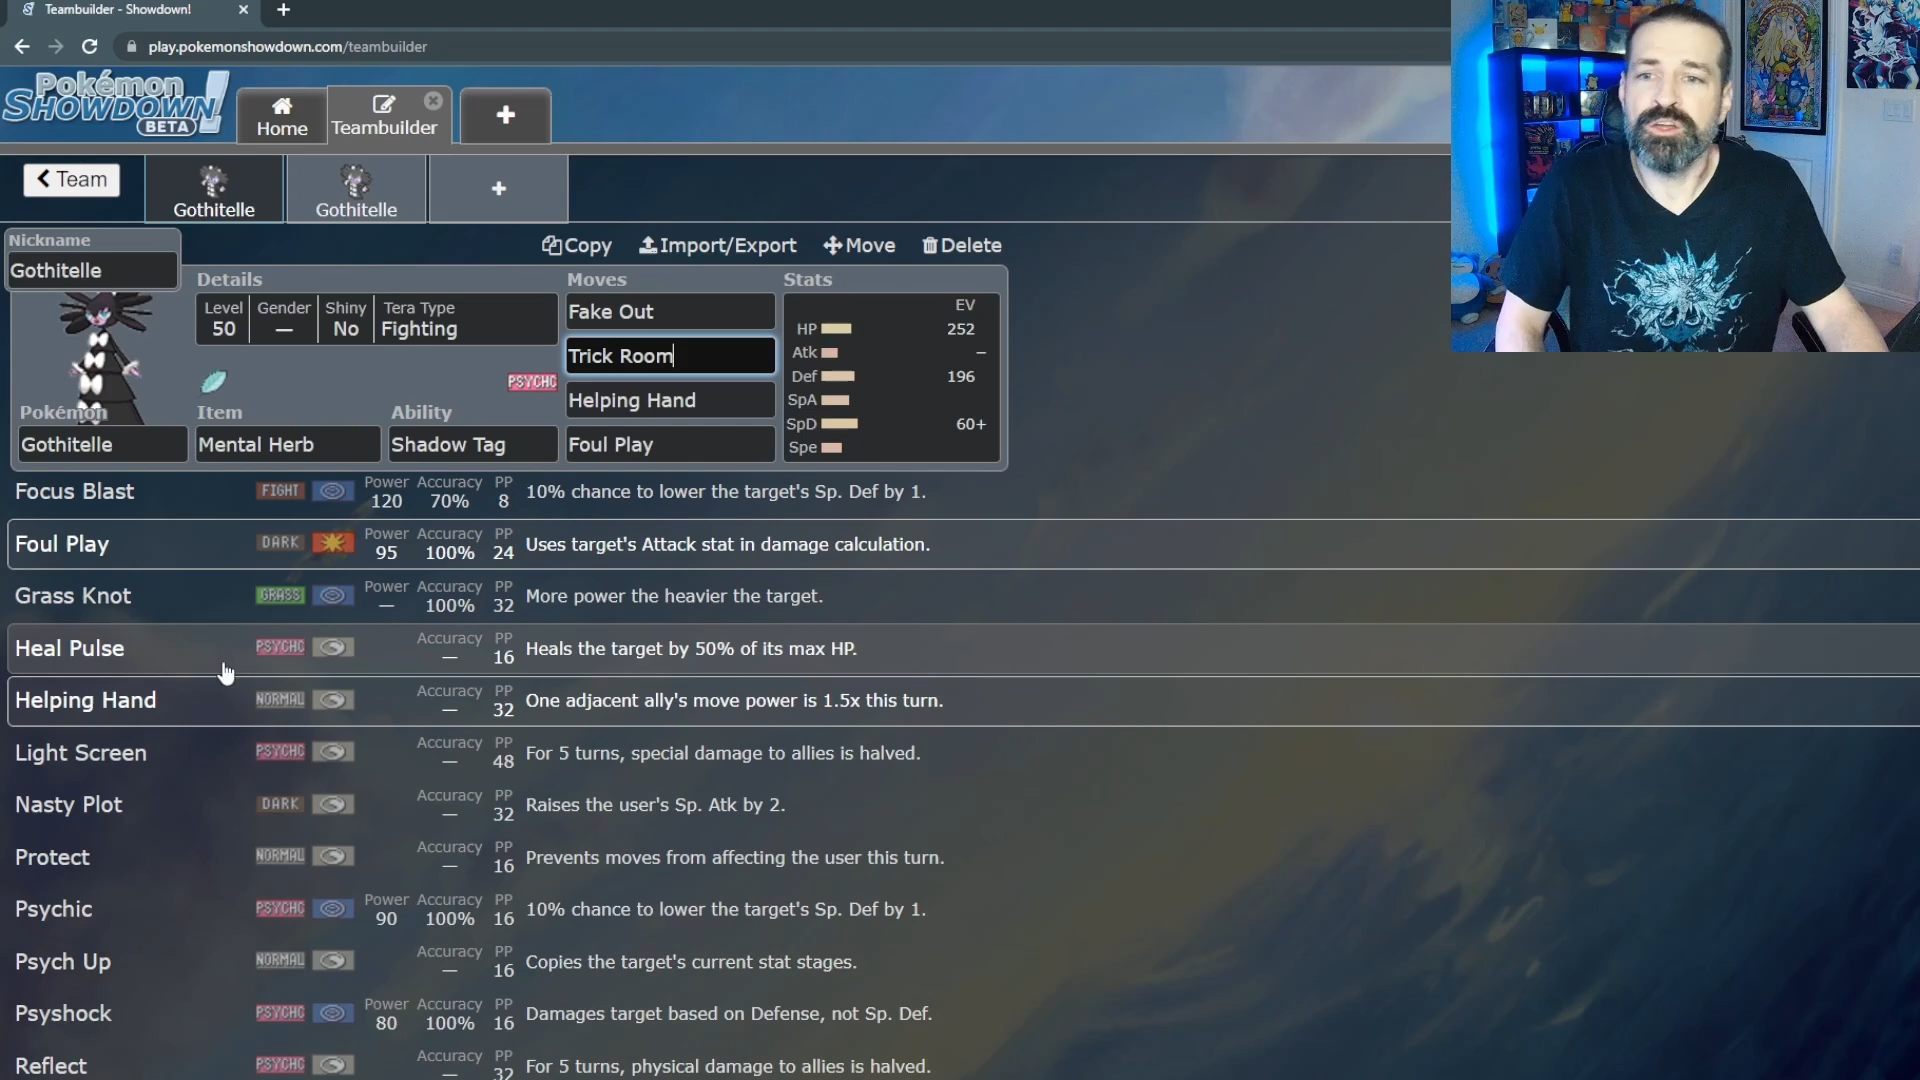 Teambuilder - Showdown!
play.pokemonshowdown.com/teambuilder
Pokémon
SHOWDOWN!
BETA
Home
Teambuilder
Team
Gothitelle
Gothitelle
Nickname
Gothitelle
Copy Import/Export Move Delete
Details Moves Stats
Level Gender Shiny Tera Type
50 — No Fighting
Fake Out
Trick Room
Helping Hand
Foul Play
EV
HP 252
Atk –
Def 196
SpA
SpD 60+
Spe
PSYCHC
Pokémon Item Ability
Gothitelle Mental Herb Shadow Tag
Focus Blast FIGHT Power 120 Accuracy 70% PP 8 10% chance to lower the target's Sp. Def by 1.
Foul Play DARK Power 95 Accuracy 100% PP 24 Uses target's Attack stat in damage calculation.
Grass Knot GRASS Power — Accuracy 100% PP 32 More power the heavier the target.
Heal Pulse PSYCHC Accuracy — PP 16 Heals the target by 50% of its max HP.
Helping Hand NORMAL Accuracy — PP 32 One adjacent ally's move power is 1.5x this turn.
Light Screen PSYCHC Accuracy — PP 48 For 5 turns, special damage to allies is halved.
Nasty Plot DARK Accuracy — PP 32 Raises the user's Sp. Atk by 2.
Protect NORMAL Accuracy — PP 16 Prevents moves from affecting the user this turn.
Psychic PSYCHC Power 90 Accuracy 100% PP 16 10% chance to lower the target's Sp. Def by 1.
Psych Up NORMAL Accuracy — PP 16 Copies the target's current stat stages.
Psyshock PSYCHC Power 80 Accuracy 100% PP 16 Damages target based on Defense, not Sp. Def.
Reflect PSYCHC Accuracy — PP 32 For 5 turns, physical damage to allies is halved.